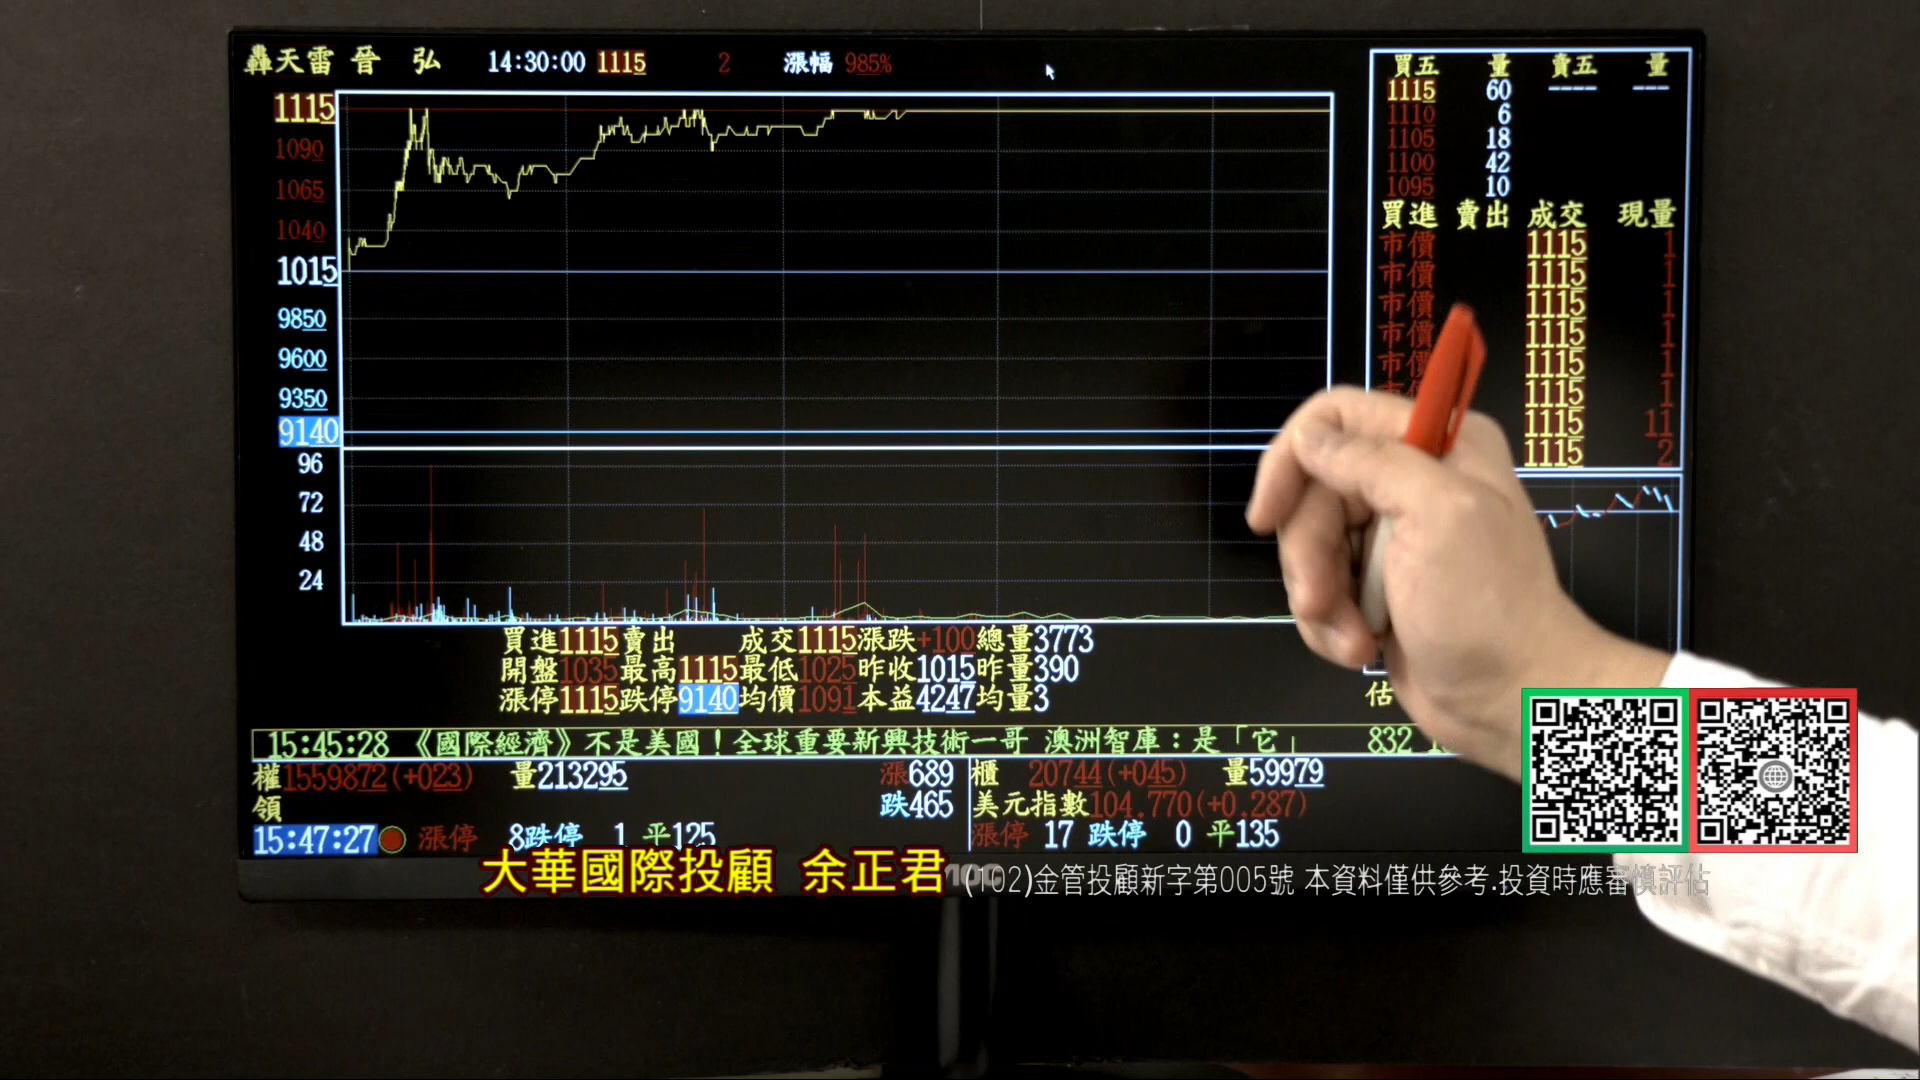 轟天雷 晉 弘 14:30:00 1115 2 漲幅 985%
1115
1090
1065
1040
1015
9850
9600
9350
9140
96
72
48
24
買五 量 賣五 量
1115 60 ---- ---
1110 6
1105 18
1100 42
1095 10
買進 賣出 成交 現量
市價 1115 1
市價 1115 1
市價 1115 1
市價 1115 1
市價 1115 1
1115 1
1115 11
1115 2
買進1115賣出 成交1115漲跌+100總量3773
開盤1035最高1115最低1025昨收1015昨量390
漲停1115跌停9140均價1091本益4247均量3
估
15:45:28 《國際經濟》不是美國！全球重要新興技術一哥 澳洲智庫：是「它」 832
權1559872(+023) 量213295 漲689 櫃 20744(+045) 量59979
領 跌465 美元指數104.770(+0.287)
15:47:27 漲停 8跌停 1 平125 漲停 17 跌停 0 平135
大華國際投顧 余正君 (102)金管投顧新字第005號 本資料僅供參考.投資時應審慎評估